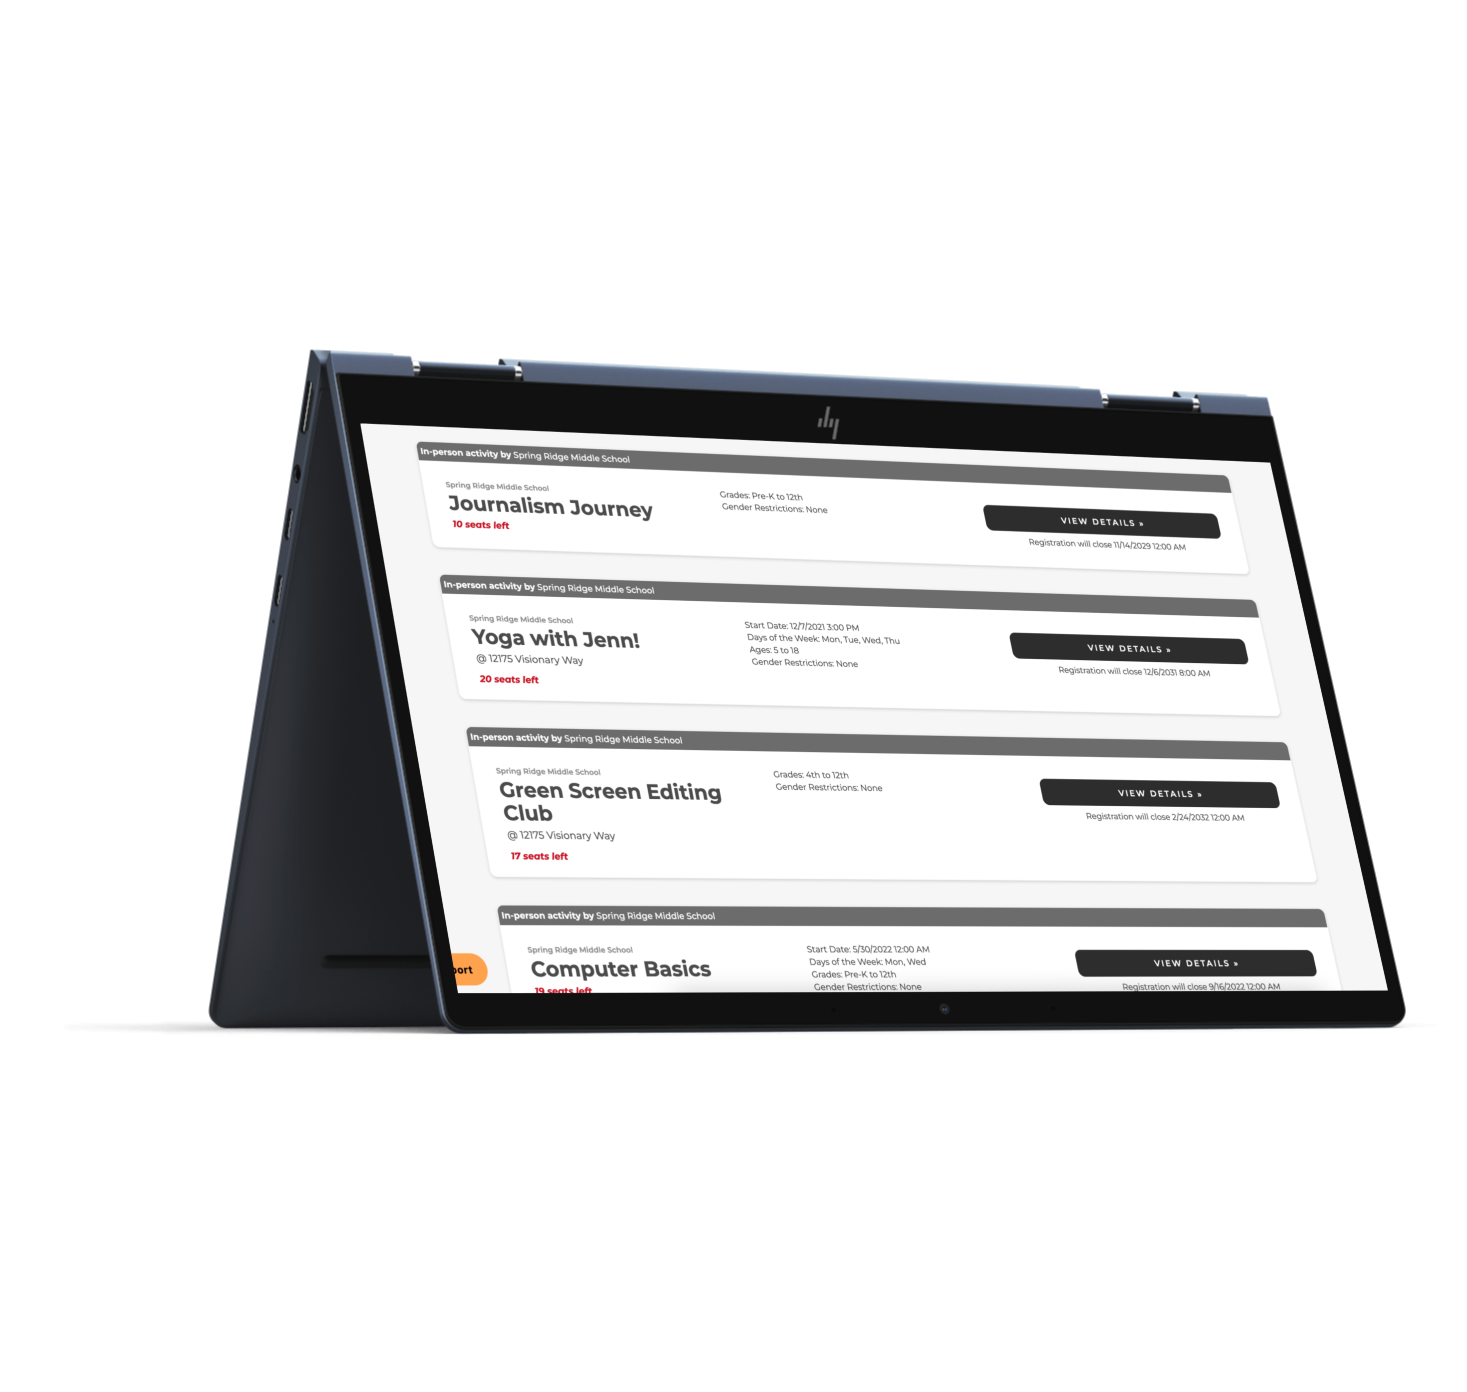 hp
In-person activity by Spring Ridge Middle School
Spring Ridge Middle School
Journalism Journey
10 seats left
Grades: Pre-K to 12th
Gender Restrictions: None
VIEW DETAILS »
Registration will close 11/14/2029 12:00 AM
In-person activity by Spring Ridge Middle School
Spring Ridge Middle School
Yoga with Jenn!
@ 12175 Visionary Way
20 seats left
Start Date: 12/7/2021 3:00 PM
Days of the Week: Mon, Tue, Wed, Thu
Ages: 5 to 18
Gender Restrictions: None
VIEW DETAILS »
Registration will close 12/6/2031 8:00 AM
In-person activity by Spring Ridge Middle School
Spring Ridge Middle School
Green Screen Editing
Club
@ 12175 Visionary Way
17 seats left
Grades: 4th to 12th
Gender Restrictions: None
VIEW DETAILS »
Registration will close 2/24/2032 12:00 AM
In-person activity by Spring Ridge Middle School
Spring Ridge Middle School
Computer Basics
19 seats left
Start Date: 5/30/2022 12:00 AM
Days of the Week: Mon, Wed
Grades: Pre-K to 12th
Gender Restrictions: None
VIEW DETAILS »
Registration will close 9/16/2022 12:00 AM